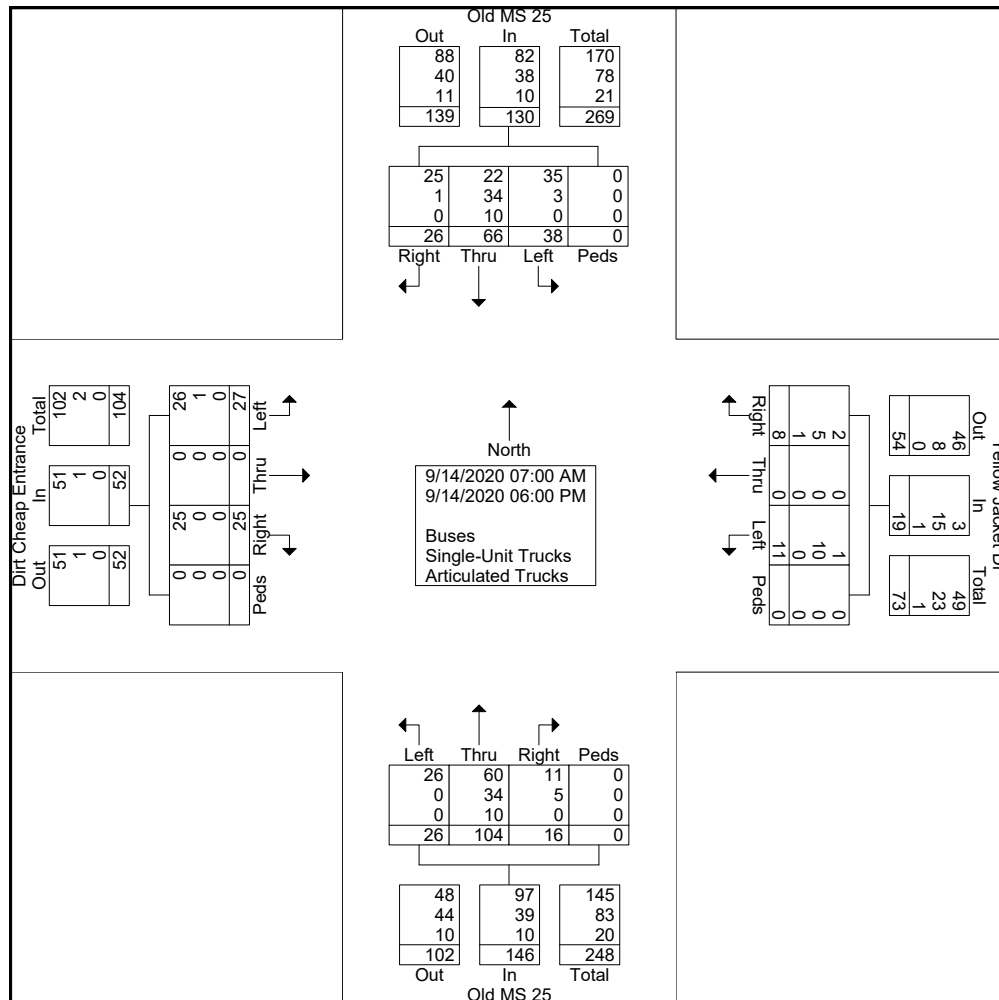 Old MS 25
Out In Total
88 82 170
40 38 78
11 10 21
139 130 269
25 22 35 0
1 34 3 0
0 10 0 0
26 66 38 0
Right Thru Left Peds
Dirt Cheap Entrance
Total
102 2 0 104
In
51 1 0 52
Out
51 1 0 52
26 1 0 27
Left
0 0 0 0
Thru
25 0 0 25
Right
0 0 0 0
Peds
North
9/14/2020 07:00 AM
9/14/2020 06:00 PM
Buses
Single-Unit Trucks
Articulated Trucks
Right
8 1 5 2
Thru
0 0 0 0
Left
11 0 10 1
Peds
0 0 0 0
Out
54 0 8 46
In
19 1 15 3
Total
73 1 23 49
Yellow Jacket Dr
Left Thru Right Peds
26 60 11 0
0 34 5 0
0 10 0 0
26 104 16 0
48 97 145
44 39 83
10 10 20
102 146 248
Out In Total
Old MS 25